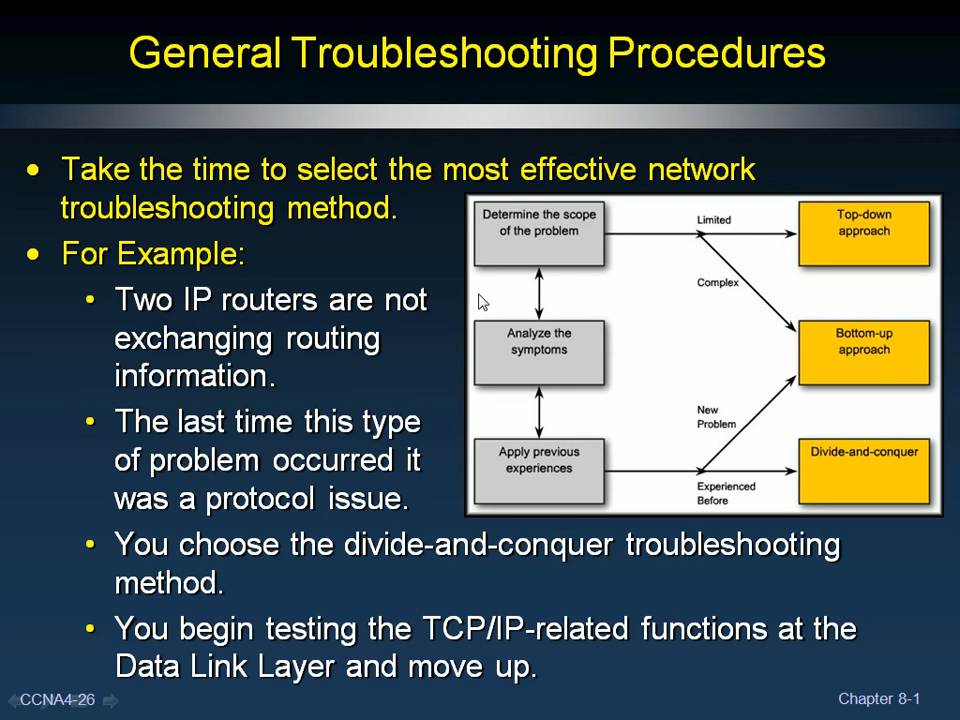 General Troubleshooting Procedures
• Take the time to select the most effective network
troubleshooting method.
• For Example:
• Two IP routers are not
exchanging routing
information.
• The last time this type
of problem occurred it
was a protocol issue.
• You choose the divide-and-conquer troubleshooting
method.
• You begin testing the TCP/IP-related functions at the
Data Link Layer and move up.
Determine the scope
of the problem
Limited
Top-down
approach
Complex
Analyze the
symptoms
Bottom-up
approach
New
Problem
Apply previous
experiences
Experienced
Before
Divide-and-conquer
CCNA4-26
Chapter 8-1